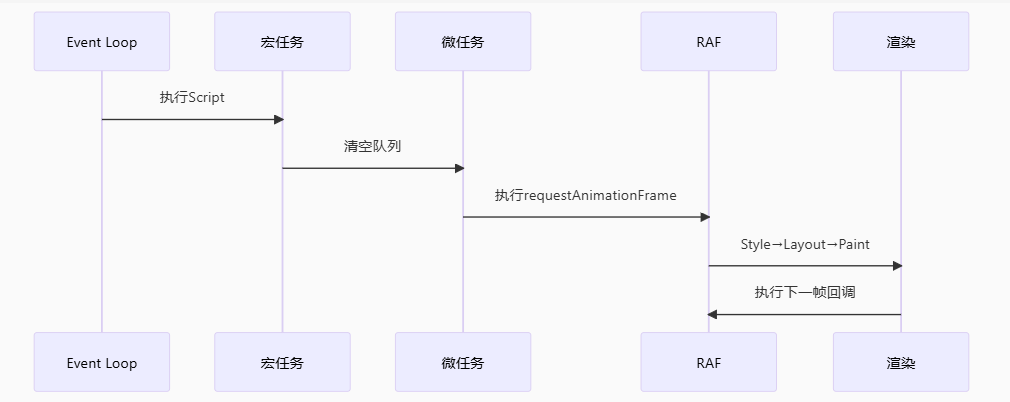 Event Loop
宏任务
微任务
RAF
渲染
执行Script
清空队列
执行requestAnimationFrame
Style→Layout→Paint
执行下一帧回调
Event Loop
宏任务
微任务
RAF
渲染